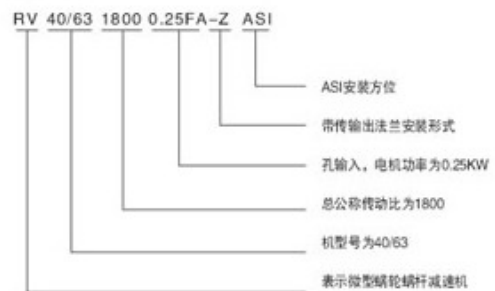 RV 40/63 1800 0.25FA-Z ASI
ASI安装方位
带传输出法兰安装形式
孔输入，电机功率为0.25KW
总公称传动比为1800
机型号为40/63
表示微型蜗轮蜗杆减速机